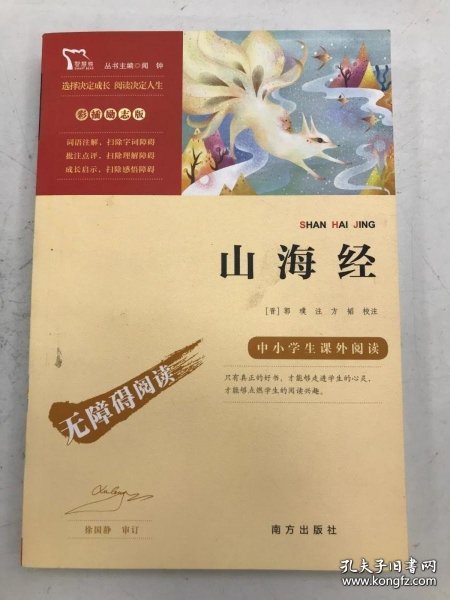 智慧熊
SMART BEAR
丛书主编/闻 钟
选择决定成长 阅读决定人生
彩插励志版
词语注解,扫除字词障碍
批注点评,扫除理解障碍
成长启示,扫除感悟障碍
SHAN HAI JING
山海经
[晋]郭 璞 注 方 韬 校注
中小学生课外阅读
只有真正的好书,才能够走进学生的心灵,
才能够点燃学生的阅读兴趣。
无障碍阅读
徐国静 审订
南方出版社
孔夫子旧书网
www.kongfz.com